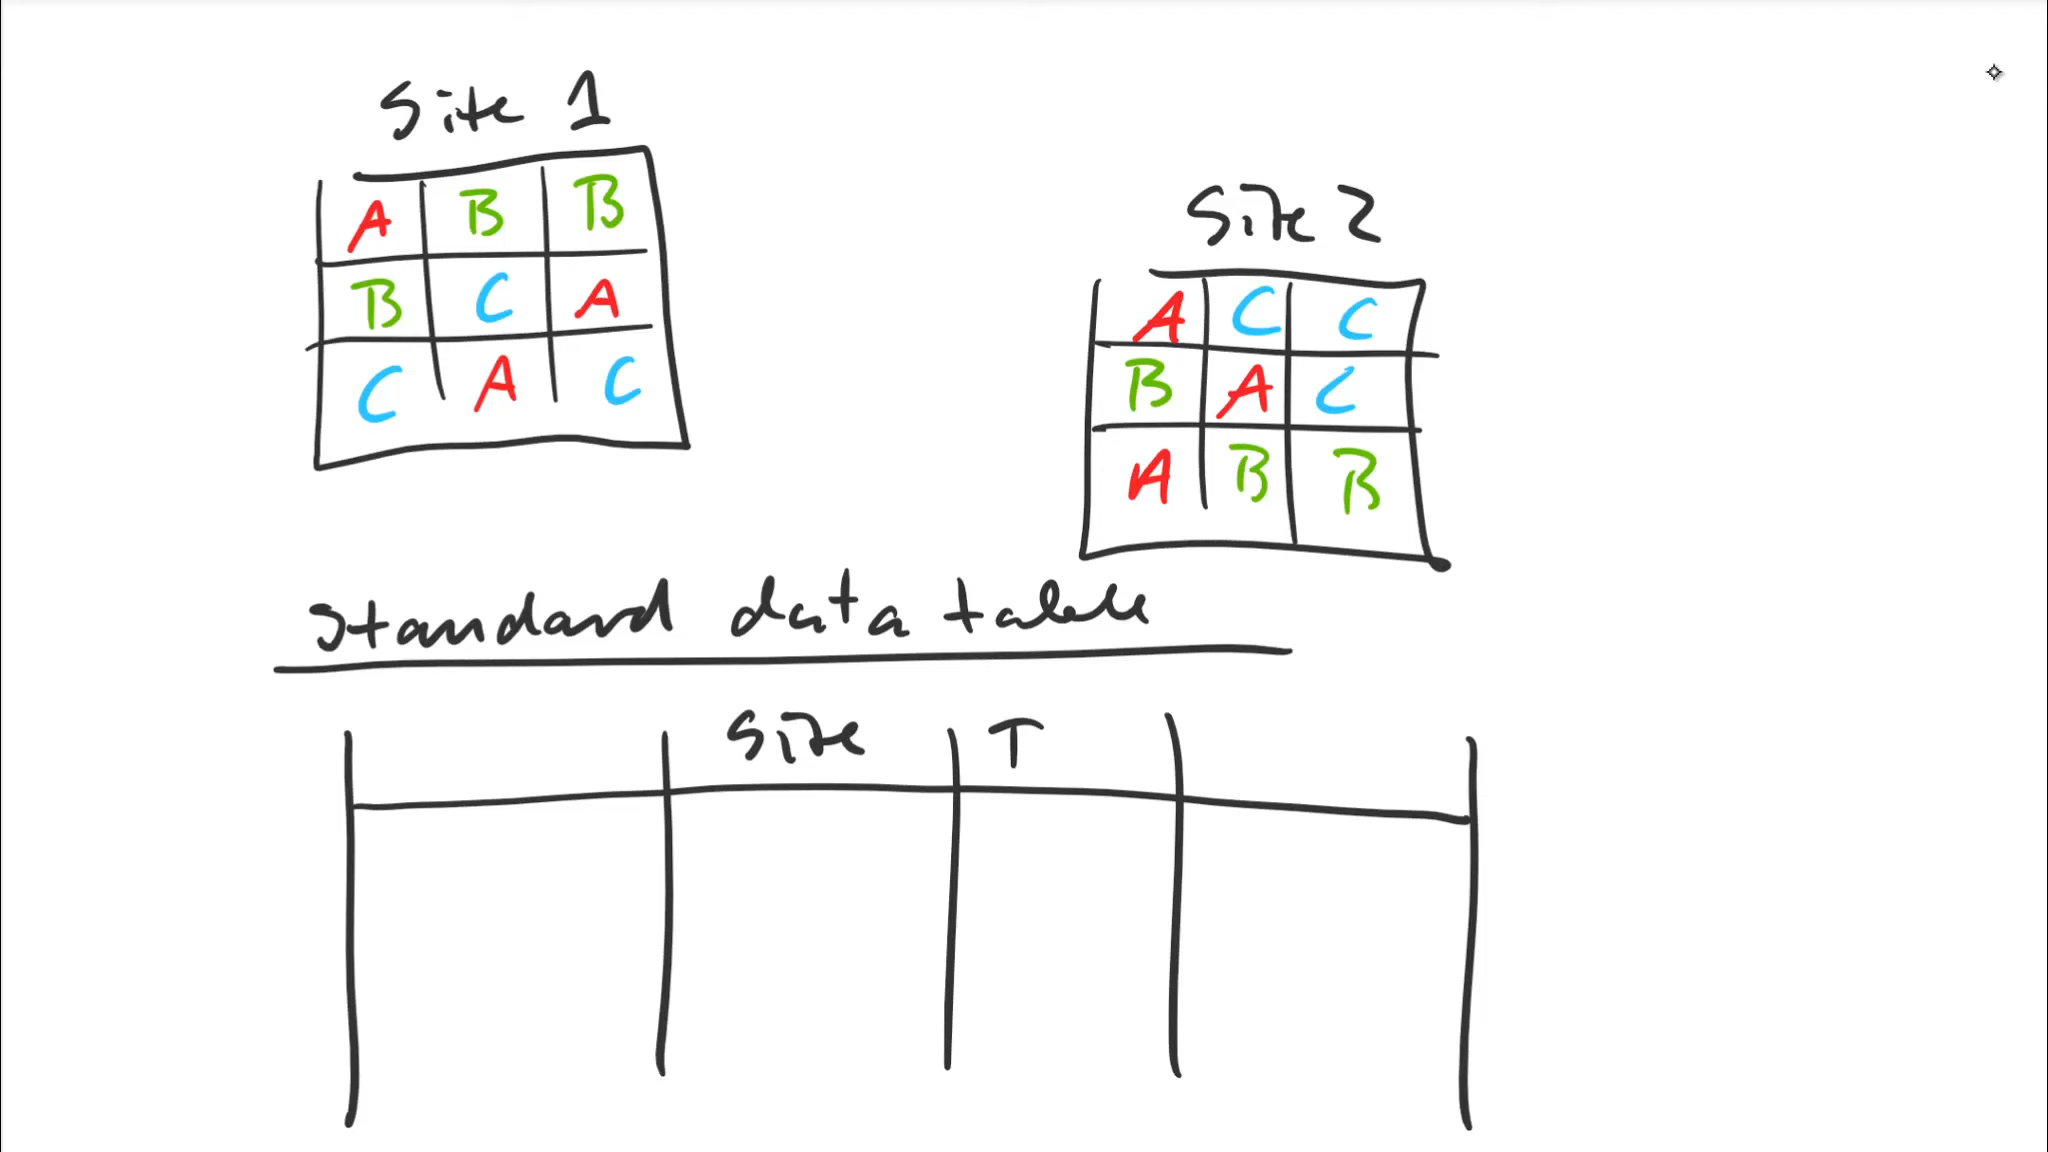 Site 1
A B B
B C A
C A C
Site 2
A C C
B A C
A B B
Standard data table
Site T